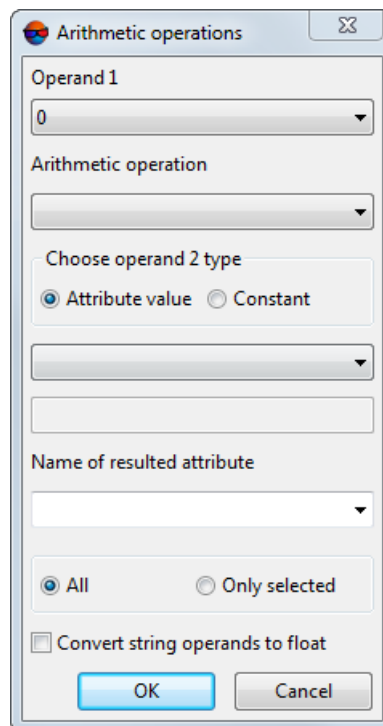 Arithmetic operations
Operand 1
0
Arithmetic operation
Choose operand 2 type
Attribute value Constant
Name of resulted attribute
All Only selected
Convert string operands to float
OK Cancel